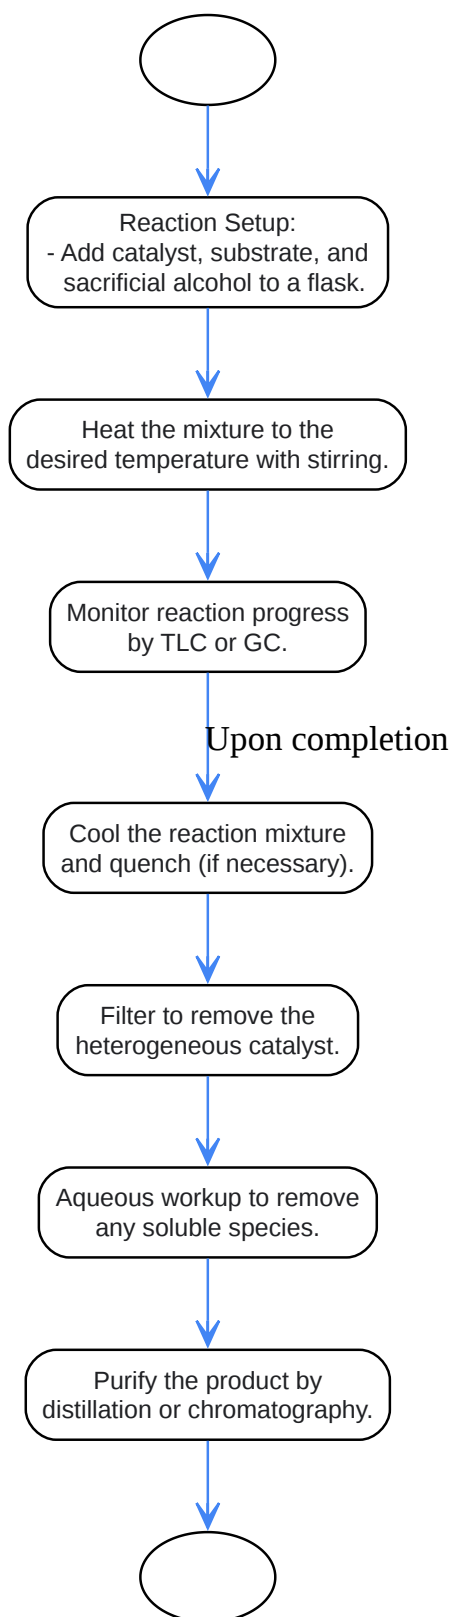 Reaction Setup:
- Add catalyst, substrate, and
sacrificial alcohol to a flask.
Heat the mixture to the
desired temperature with stirring.
Monitor reaction progress
by TLC or GC.
Upon completion
Cool the reaction mixture
and quench (if necessary).
Filter to remove the
heterogeneous catalyst.
Aqueous workup to remove
any soluble species.
Purify the product by
distillation or chromatography.